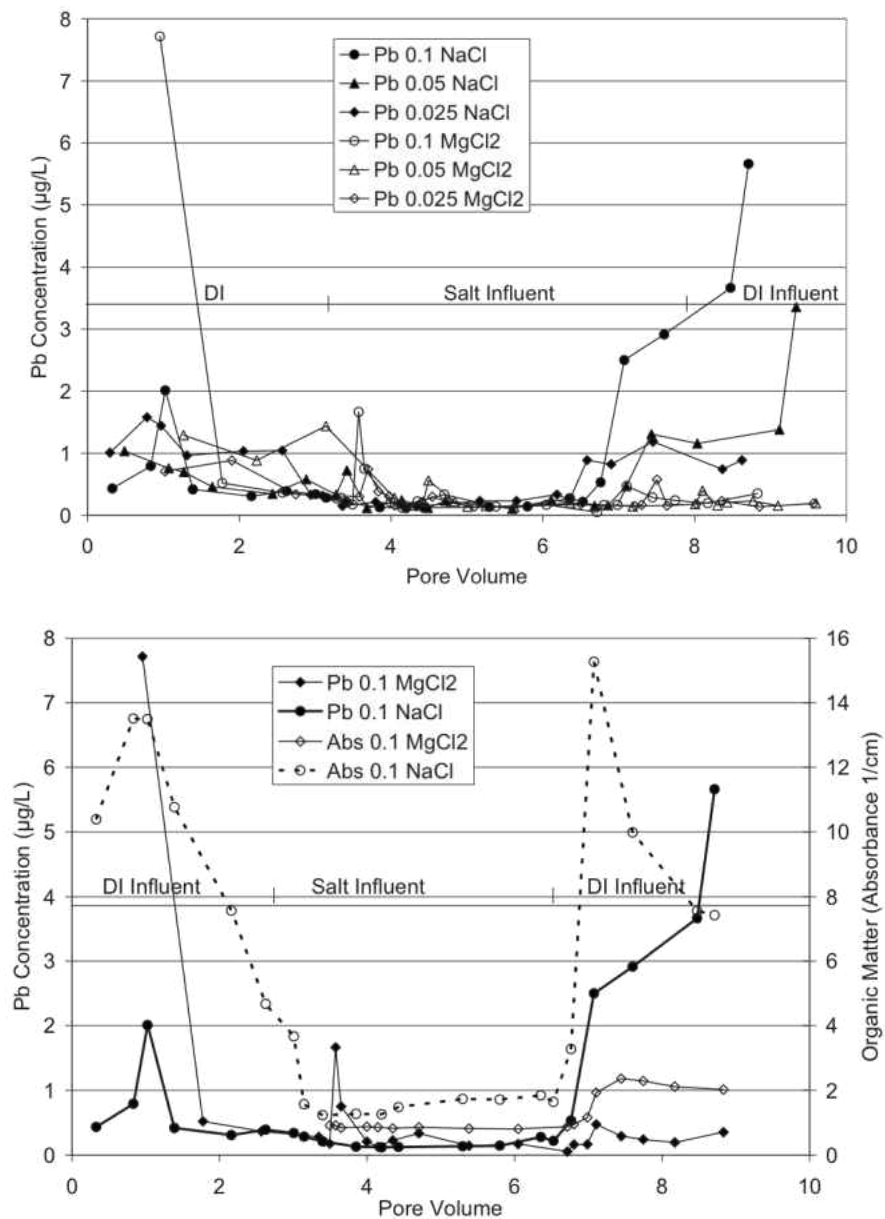 8
7
6
5
4
3
2
1
0
Pb Concentration (µg/L)
Pb 0.1 NaCl
Pb 0.05 NaCl
Pb 0.025 NaCl
Pb 0.1 MgCl2
Pb 0.05 MgCl2
Pb 0.025 MgCl2
DI
Salt Influent
DI Influent
0 2 4 6 8 10
Pore Volume
8
7
6
5
4
3
2
1
0
Pb Concentration (µg/L)
Pb 0.1 MgCl2
Pb 0.1 NaCl
Abs 0.1 MgCl2
Abs 0.1 NaCl
DI Influent
Salt Influent
DI Influent
16
14
12
10
8
6
4
2
0
Organic Matter (Absorbance 1/cm)
0 2 4 6 8 10
Pore Volume